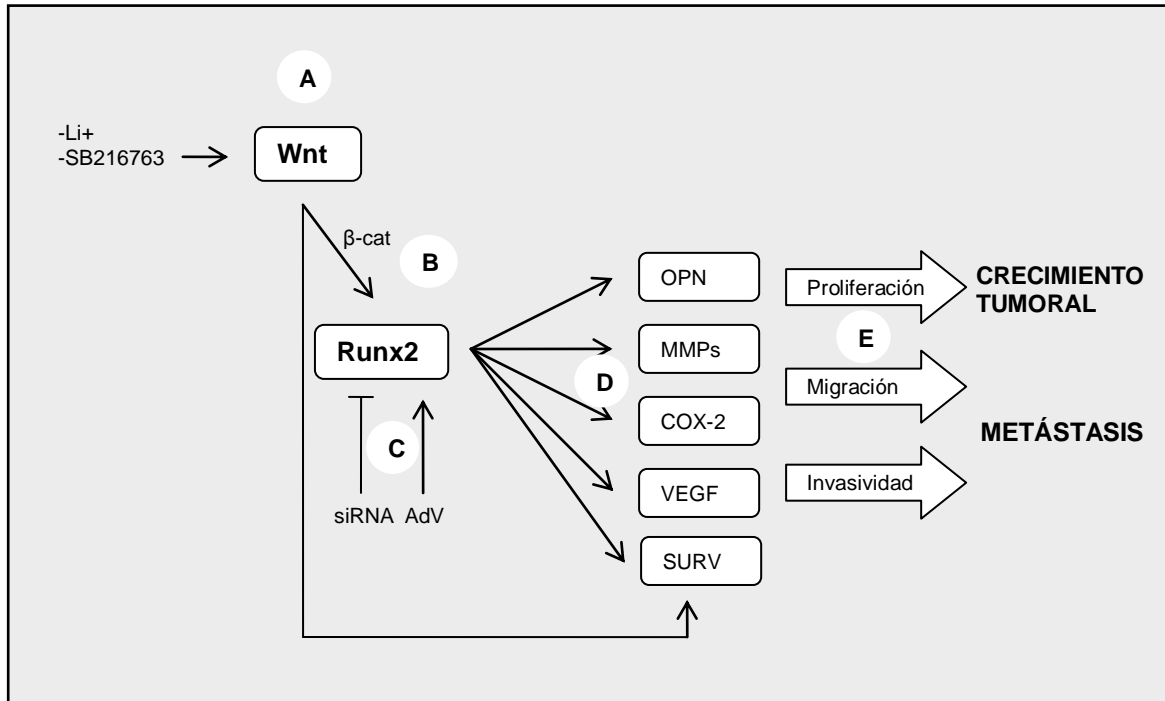 A
-Li+
-SB216763
Wnt
β-cat
B
Runx2
C
siRNA AdV
D
OPN
MMPs
COX-2
VEGF
SURV
Proliferación
E
Migración
Invasividad
CRECIMIENTO
TUMORAL
METÁSTASIS